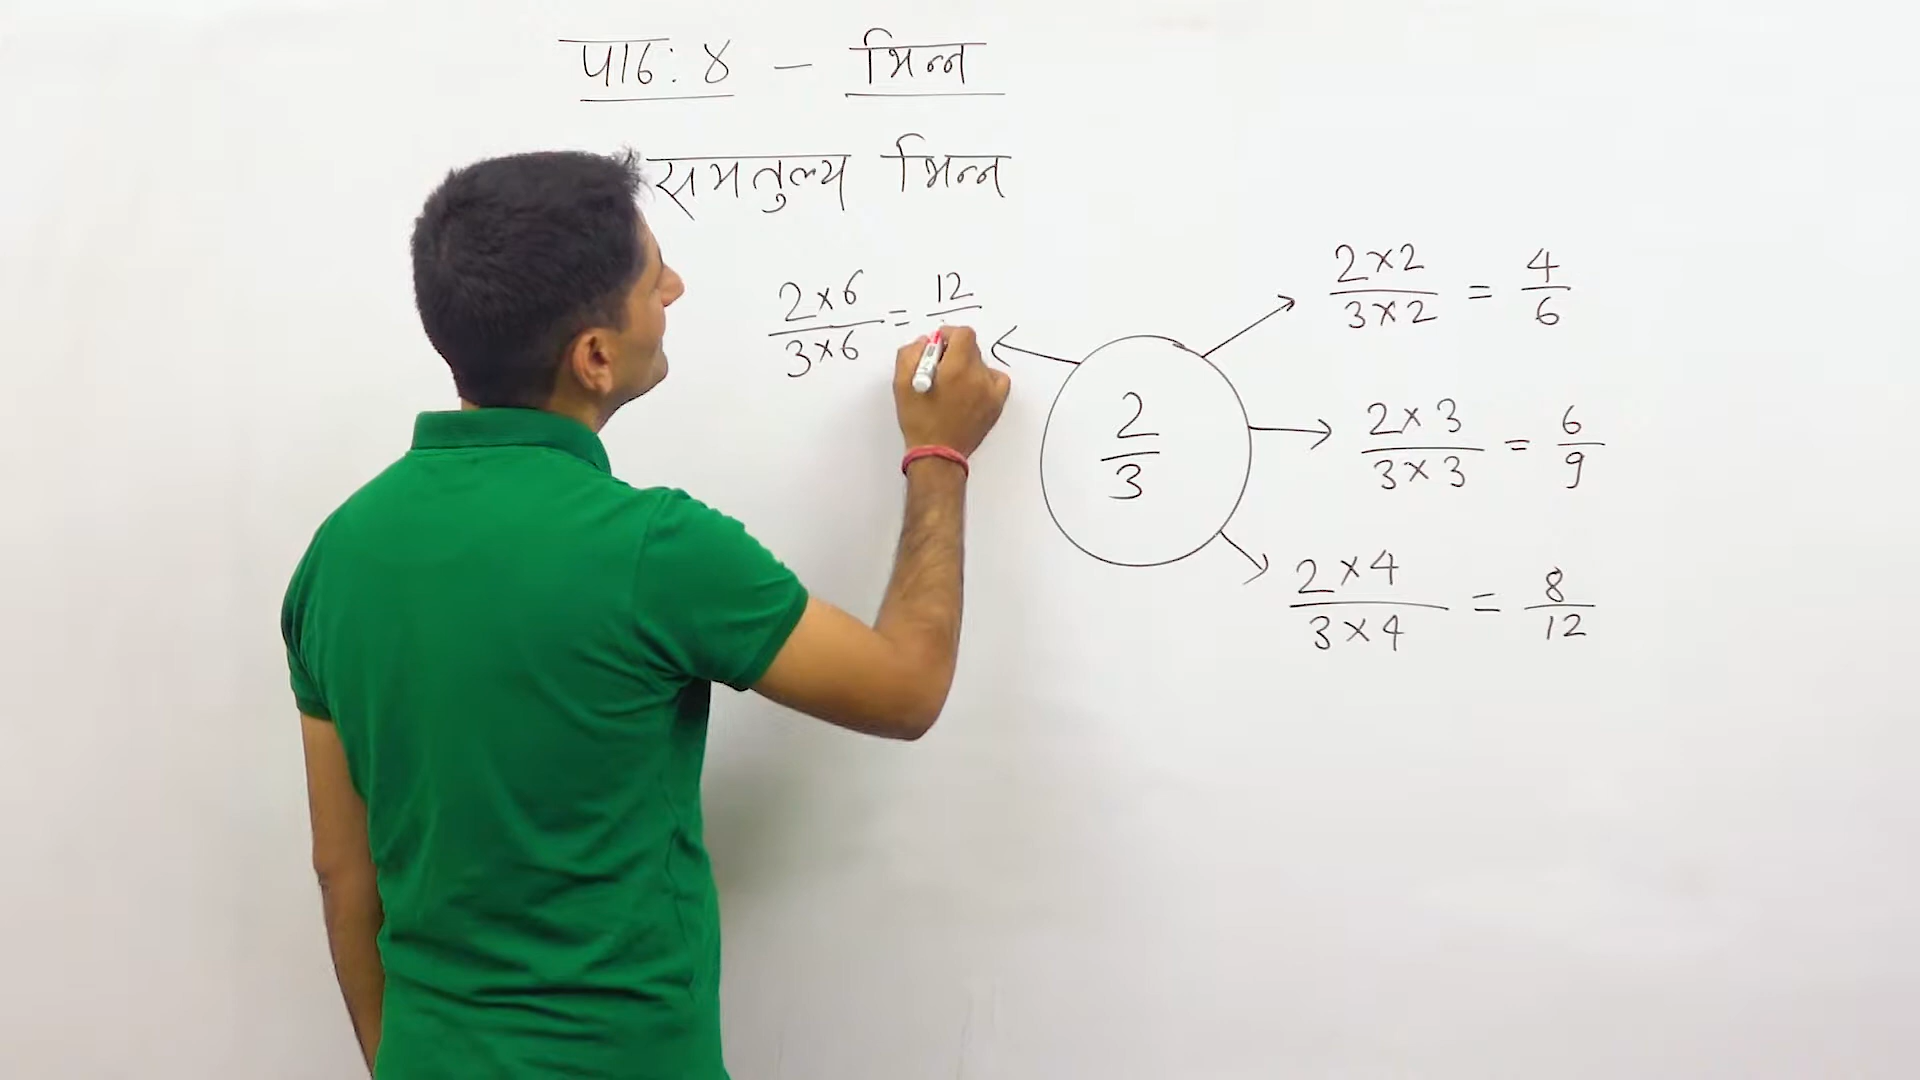 पाठ: ४ – भिन्न
समतुल्य भिन्न
2×6/3×6 = 12/
2/3
2×2/3×2 = 4/6
2×3/3×3 = 6/9
2×4/3×4 = 8/12